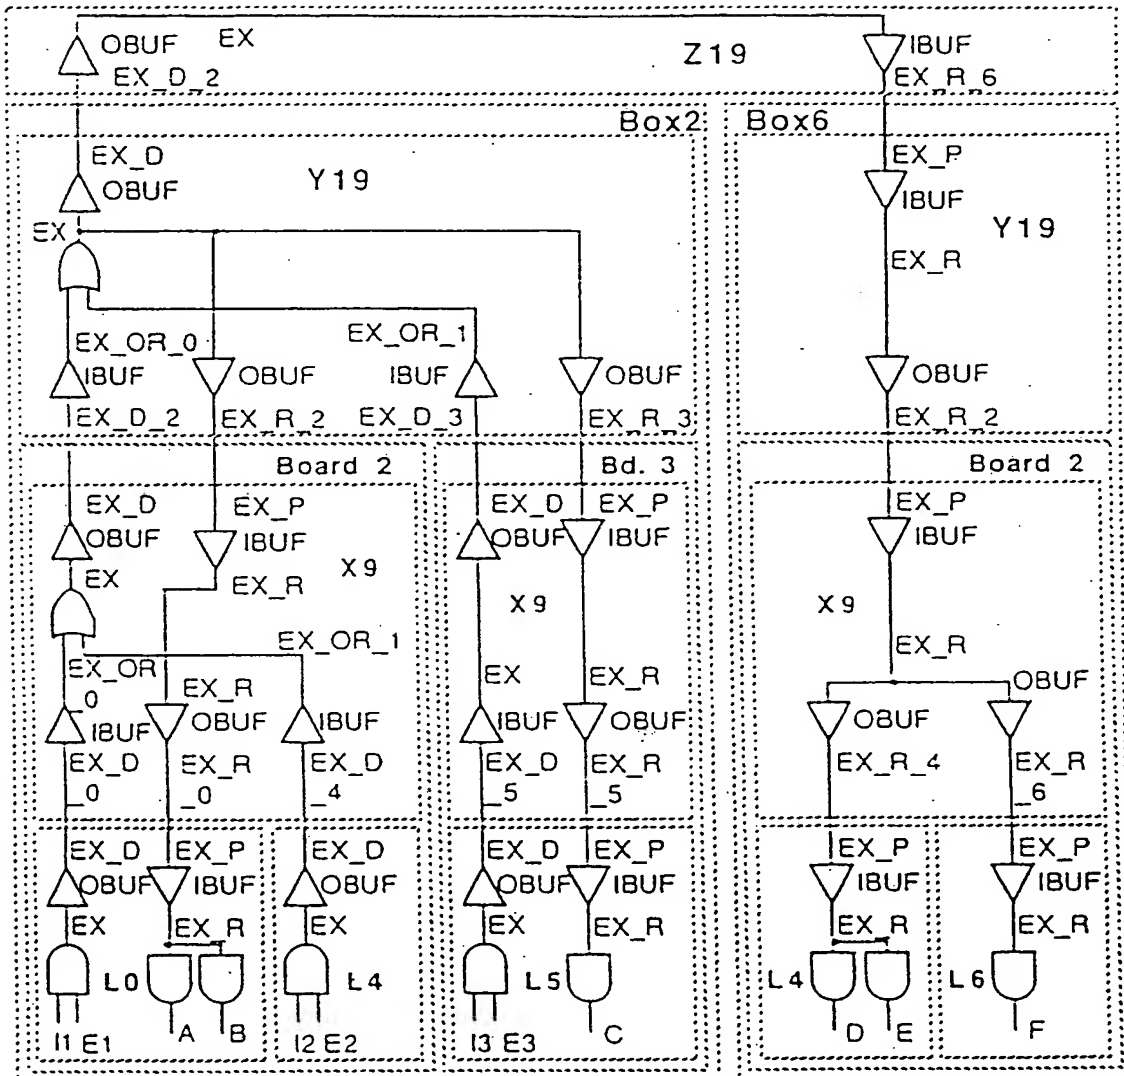 OBUF EX IBUF
Z19
EX_D_2 EX_R_6
Box2 Box6
EX_D EX_P
OBUF Y19 IBUF
EX Y19
EX_R
EX_OR_0 EX_OR_1
IBUF OBUF IBUF OBUF OBUF
EX_D_2 EX_R_2 EX_D_3 EX_R_3 EX_R_2
Board 2 Bd. 3 Board 2
EX_D EX_P EX_D EX_P EX_P
OBUF IBUF OBUF IBUF IBUF
X9
EX EX_R
X9 X9
EX_OR_1 EX_R
EX_OR EX EX_R
_0 EX_R OBUF
IBUF OBUF IBUF IBUF OBUF OBUF
EX_D EX_R EX_D EX_D EX_R EX_R_4 EX_R
_0 _0 _4 _5 _5 _6
EX_D EX_P EX_D EX_D EX_P EX_P EX_P
OBUF IBUF OBUF OBUF IBUF IBUF IBUF
EX EX_R EX EX EX_R EX_R EX_R
L0 L4 L5 L4 L6
I1 E1 A B I2 E2 I3 E3 C D E F